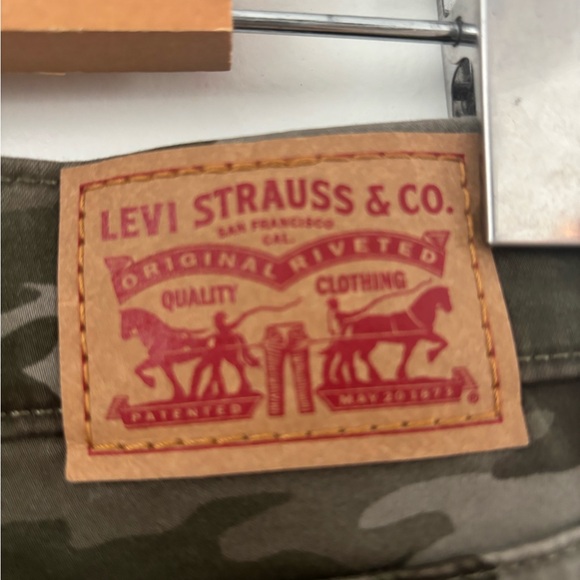 LEVI STRAUSS & CO.
SAN FRANCISCO
CAL.
ORIGINAL RIVETED
QUALITY CLOTHING
PATENTED MAY 20 1873
®